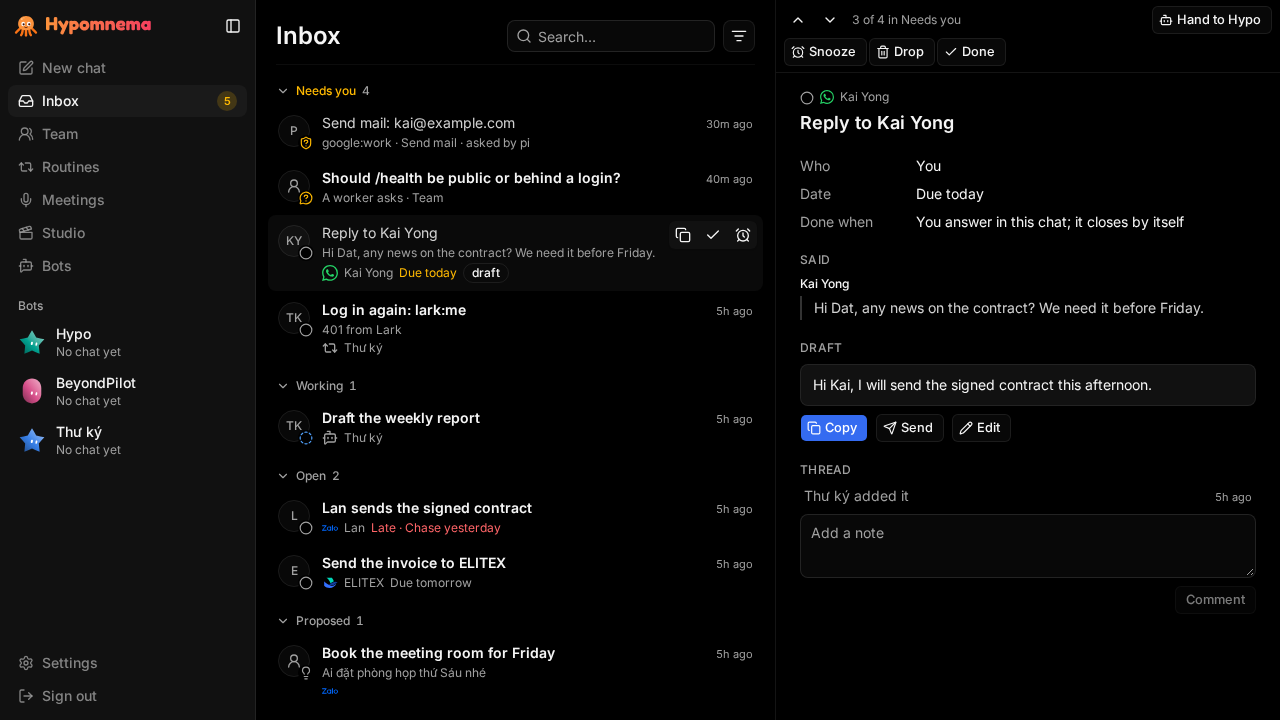 Hypomnema
New chat
Inbox
5
Team
Routines
Meetings
Studio
Bots
Bots
Hypo
No chat yet
BeyondPilot
No chat yet
Thư ký
No chat yet
Settings
Sign out
Inbox
Search...
Needs you 4
P
Send mail: kai@example.com
30m ago
google:work · Send mail · asked by pi
Should /health be public or behind a login?
40m ago
A worker asks · Team
KY
Reply to Kai Yong
Hi Dat, any news on the contract? We need it before Friday.
Kai Yong Due today draft
TK
Log in again: lark:me
5h ago
401 from Lark
Thư ký
Working 1
TK
Draft the weekly report
5h ago
Thư ký
Open 2
L
Lan sends the signed contract
5h ago
Zalo Lan Late · Chase yesterday
E
Send the invoice to ELITEX
5h ago
ELITEX Due tomorrow
Proposed 1
Book the meeting room for Friday
5h ago
Ai đặt phòng họp thứ Sáu nhé
Zalo
3 of 4 in Needs you
Hand to Hypo
Snooze
Drop
Done
Kai Yong
Reply to Kai Yong
Who You
Date Due today
Done when You answer in this chat; it closes by itself
SAID
Kai Yong
Hi Dat, any news on the contract? We need it before Friday.
DRAFT
Hi Kai, I will send the signed contract this afternoon.
Copy
Send
Edit
THREAD
Thư ký added it
5h ago
Add a note
Comment